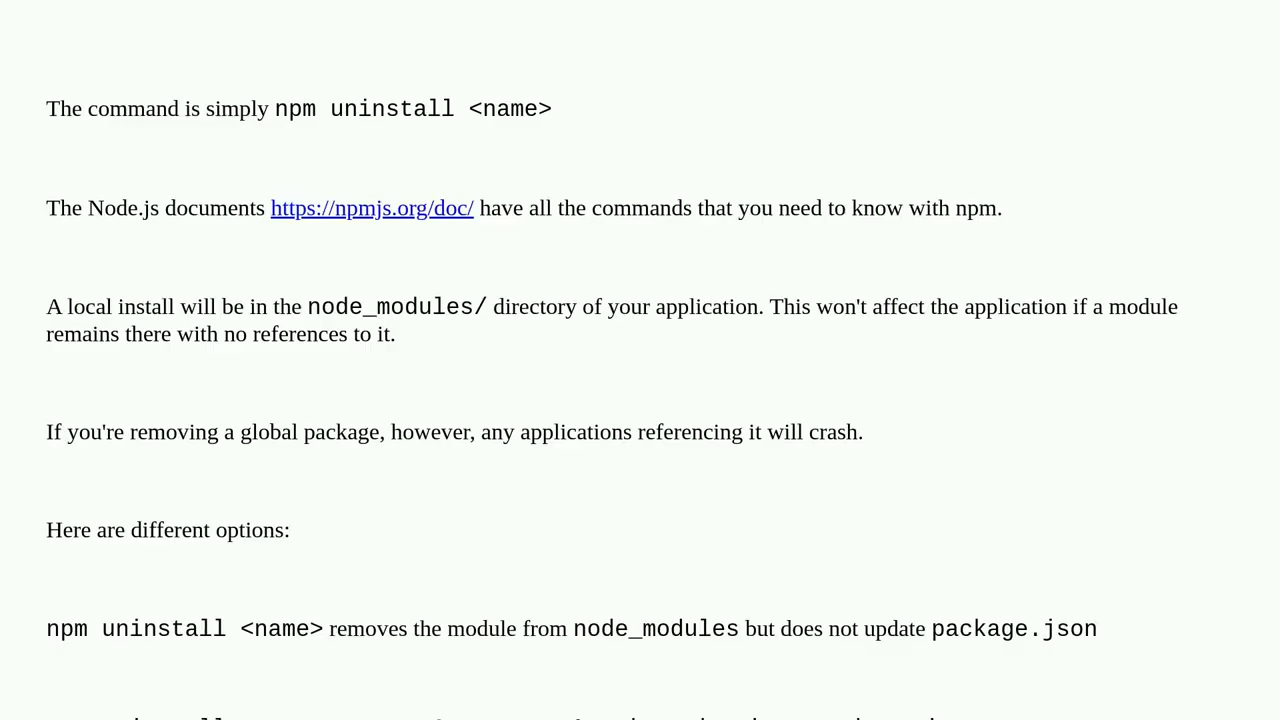 The command is simply npm uninstall <name>
The Node.js documents https://npmjs.org/doc/ have all the commands that you need to know with npm.
A local install will be in the node_modules/ directory of your application. This won't affect the application if a module
remains there with no references to it.
If you're removing a global package, however, any applications referencing it will crash.
Here are different options:
npm uninstall <name> removes the module from node_modules but does not update package.json